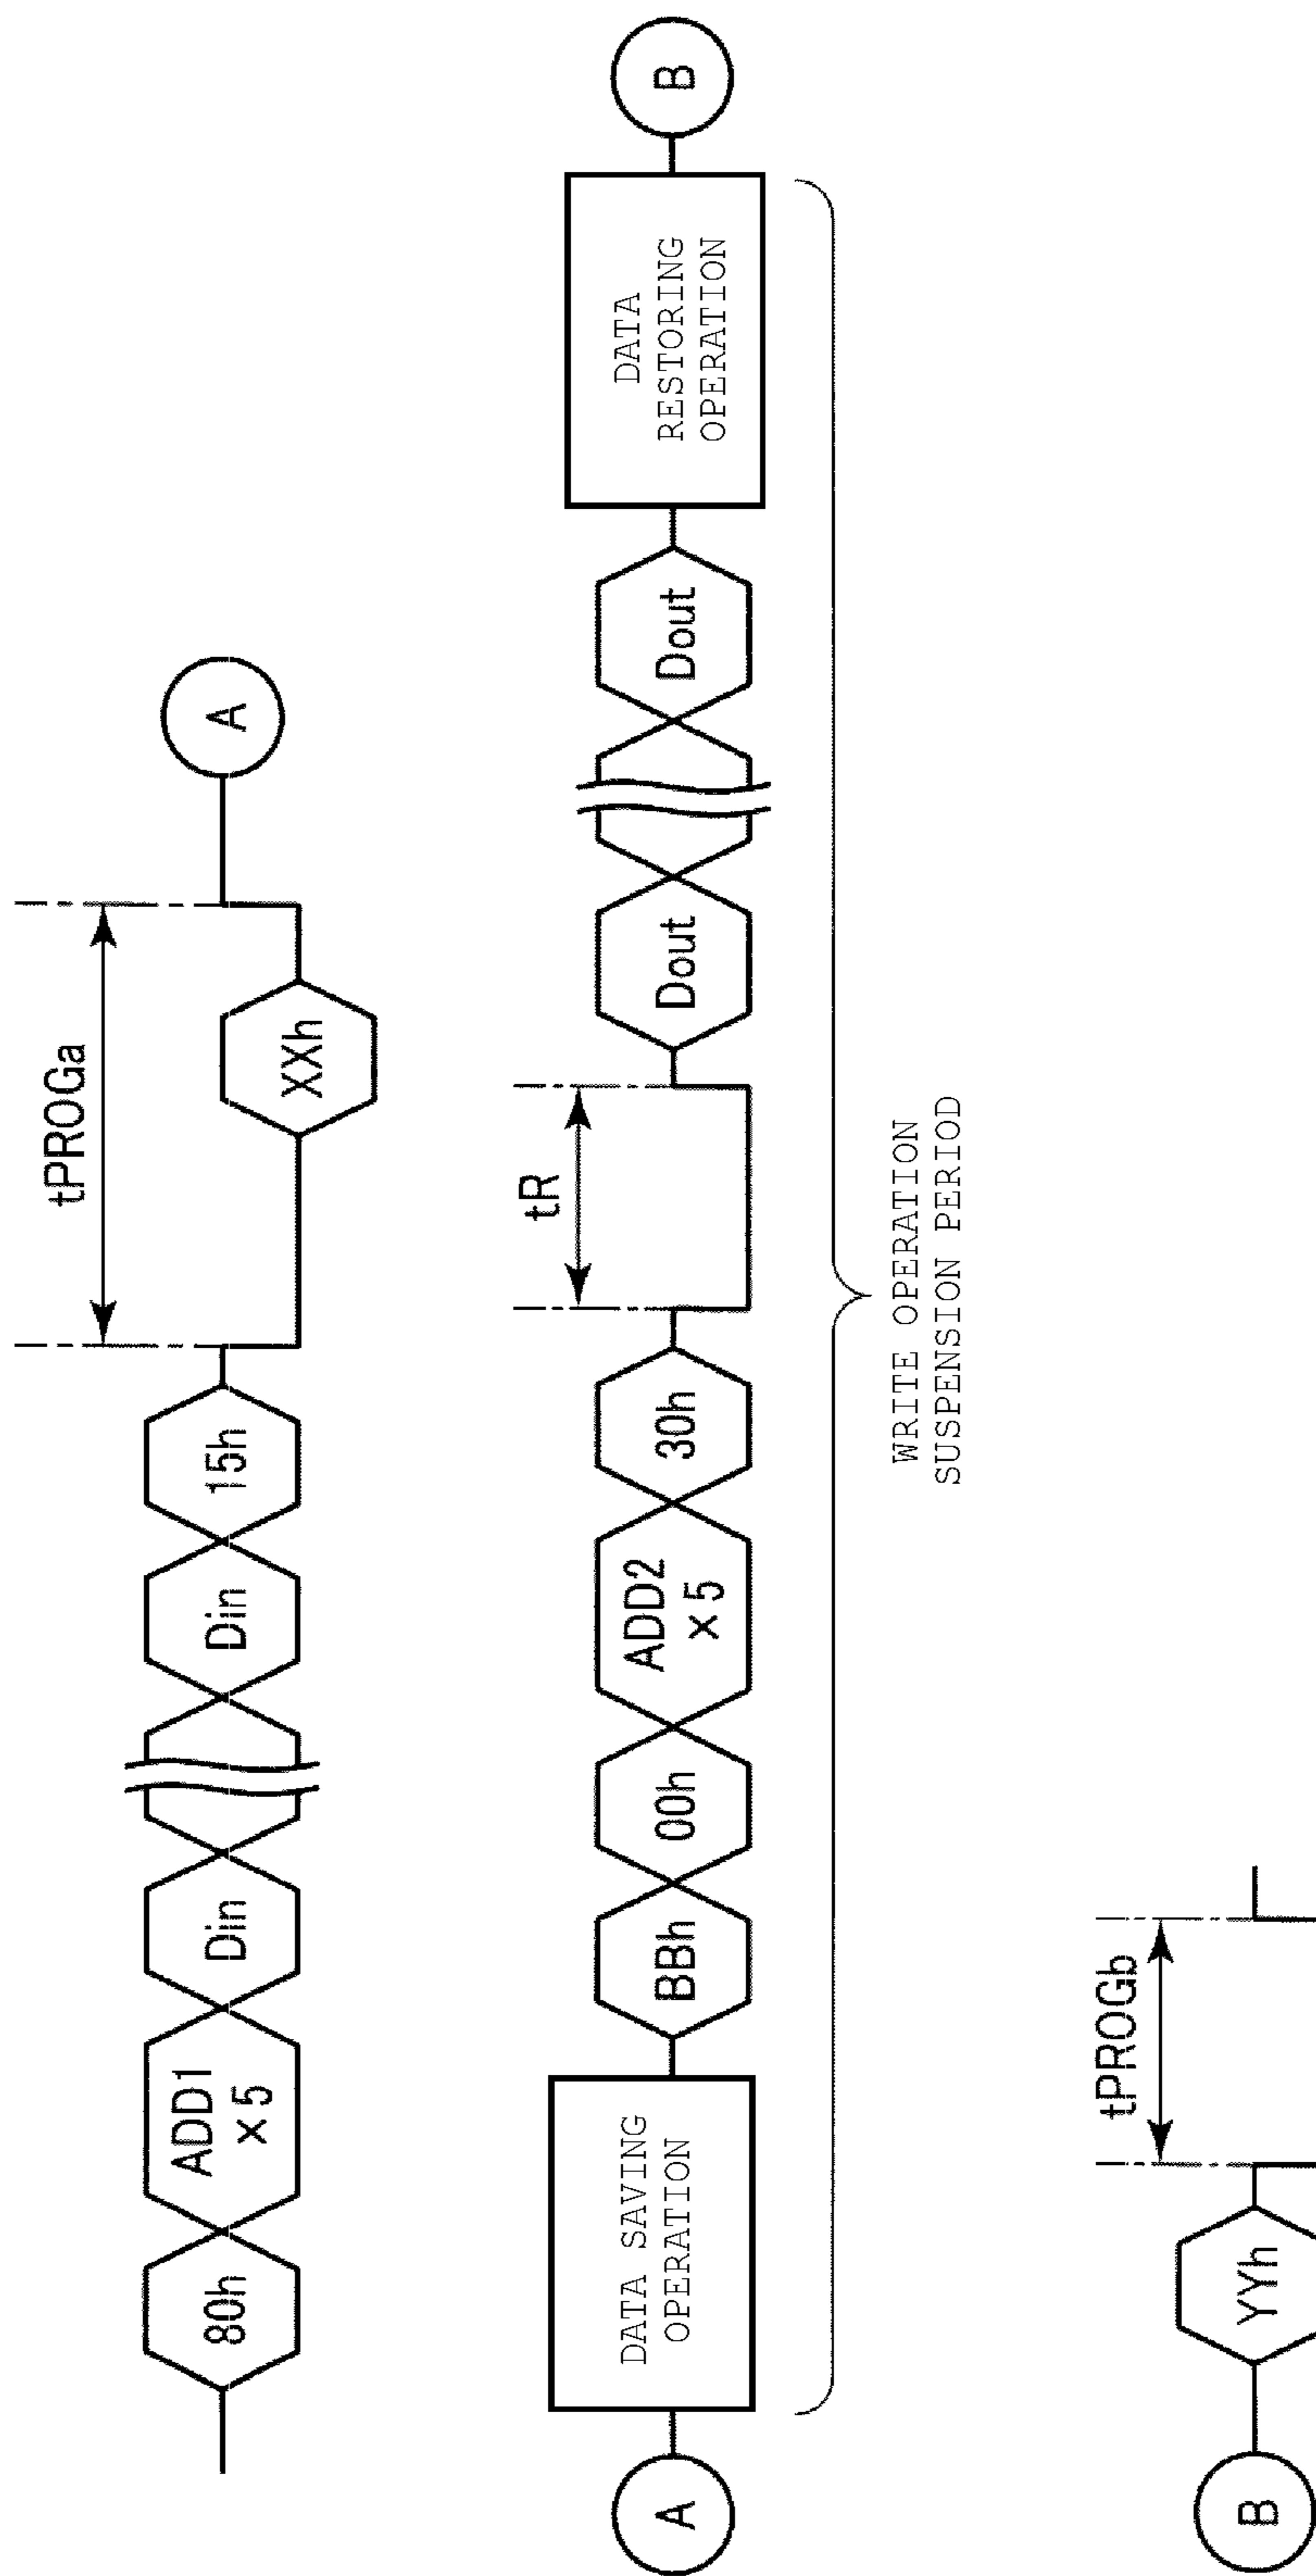 tPROGa
80h
ADD1
×5
Din
Din
15h
XXh
A
tR
A
DATA SAVING
OPERATION
BBh
00h
ADD2
×5
30h
Dout
Dout
DATA
RESTORING
OPERATION
B
WRITE OPERATION
SUSPENSION PERIOD
tPROGb
B
YYh